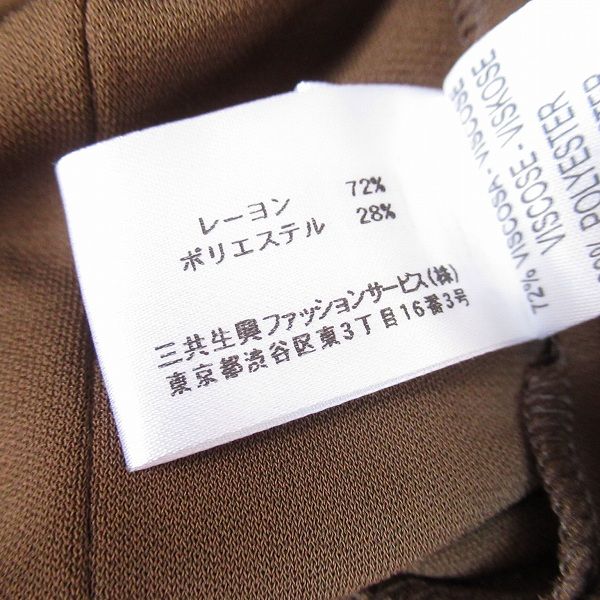 レーヨン 72%
ポリエステル 28%
三共生興ファッションサービス(株)
東京都渋谷区東3丁目16番3号
72% VISCOSA - VISCOSE
VISCOSE - VISKOSE
POLYESTER